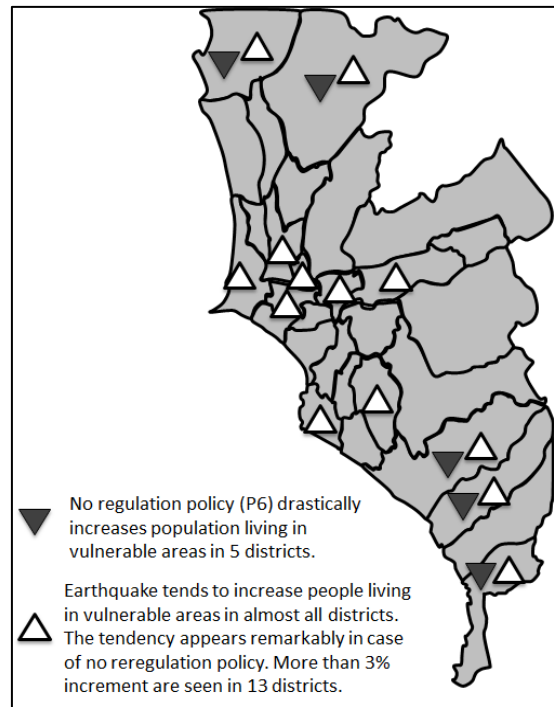 No regulation policy (P6) drastically
increases population living in
vulnerable areas in 5 districts.
Earthquake tends to increase people living
in vulnerable areas in almost all districts.
The tendency appears remarkably in case
of no reregulation policy. More than 3%
increment are seen in 13 districts.